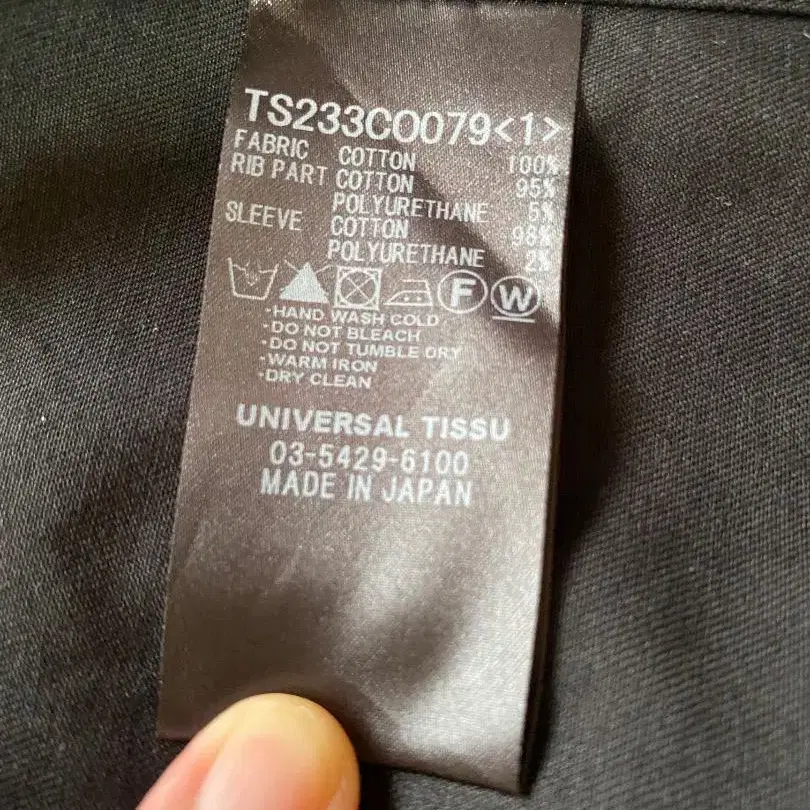 TS233CO079<1>
FABRIC COTTON 100%
RIB PART COTTON 95%
POLYURETHANE 5%
SLEEVE COTTON 98%
POLYURETHANE 2%
F W
·HAND WASH COLD
·DO NOT BLEACH
·DO NOT TUMBLE DRY
·WARM IRON
·DRY CLEAN
UNIVERSAL TISSU
03-5429-6100
MADE IN JAPAN